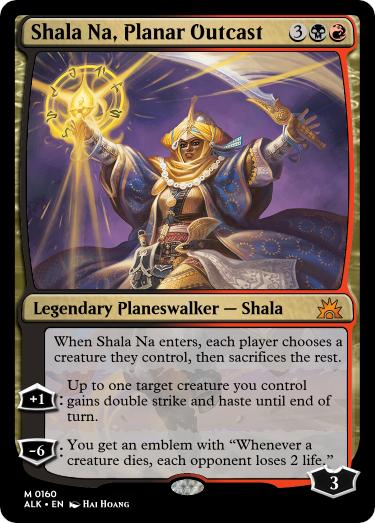 Shala Na, Planar Outcast 3
Legendary Planeswalker — Shala
When Shala Na enters, each player chooses a
creature they control, then sacrifices the rest.
+1: Up to one target creature you control
gains double strike and haste until end of
turn.
-6: You get an emblem with “Whenever a
creature dies, each opponent loses 2 life.”
3
M 0160
ALK • EN Hai Hoang